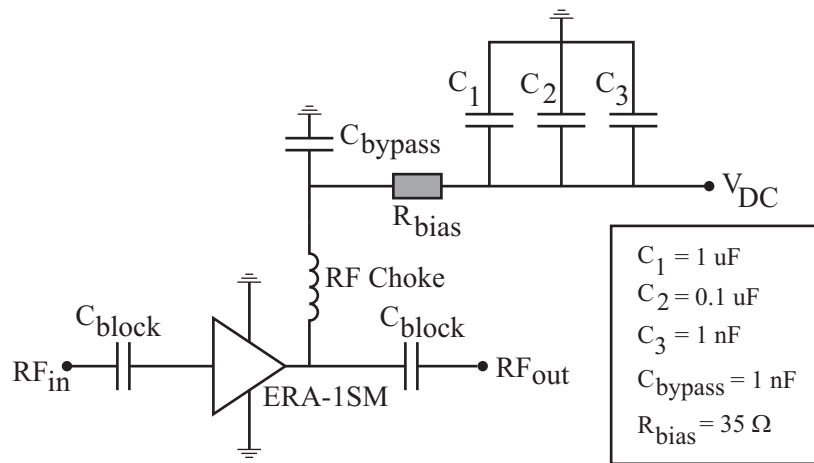 C1
C2
C3
Cbypass
VDC
Rbias
RF Choke
Cblock
Cblock
RFin
ERA-1SM
RFout
C1 = 1 uF
C2 = 0.1 uF
C3 = 1 nF
Cbypass = 1 nF
Rbias = 35 Ω